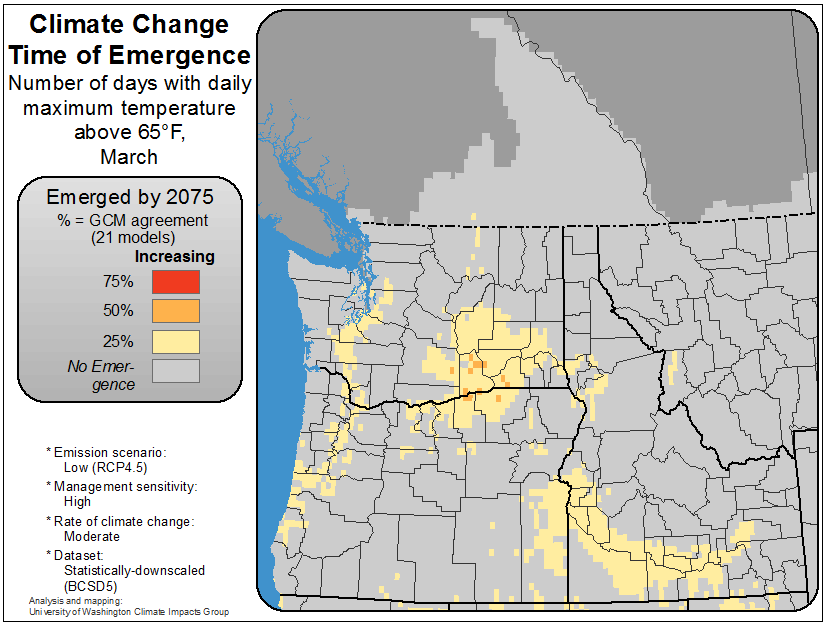 Climate Change
Time of Emergence
Number of days with daily
maximum temperature
above 65°F,
March
Emerged by 2075
% = GCM agreement
(21 models)
Increasing
75%
50%
25%
No Emer-
gence
* Emission scenario:
Low (RCP4.5)
* Management sensitivity:
High
* Rate of climate change:
Moderate
* Dataset:
Statistically-downscaled
(BCSD5)
Analysis and mapping:
University of Washington Climate Impacts Group